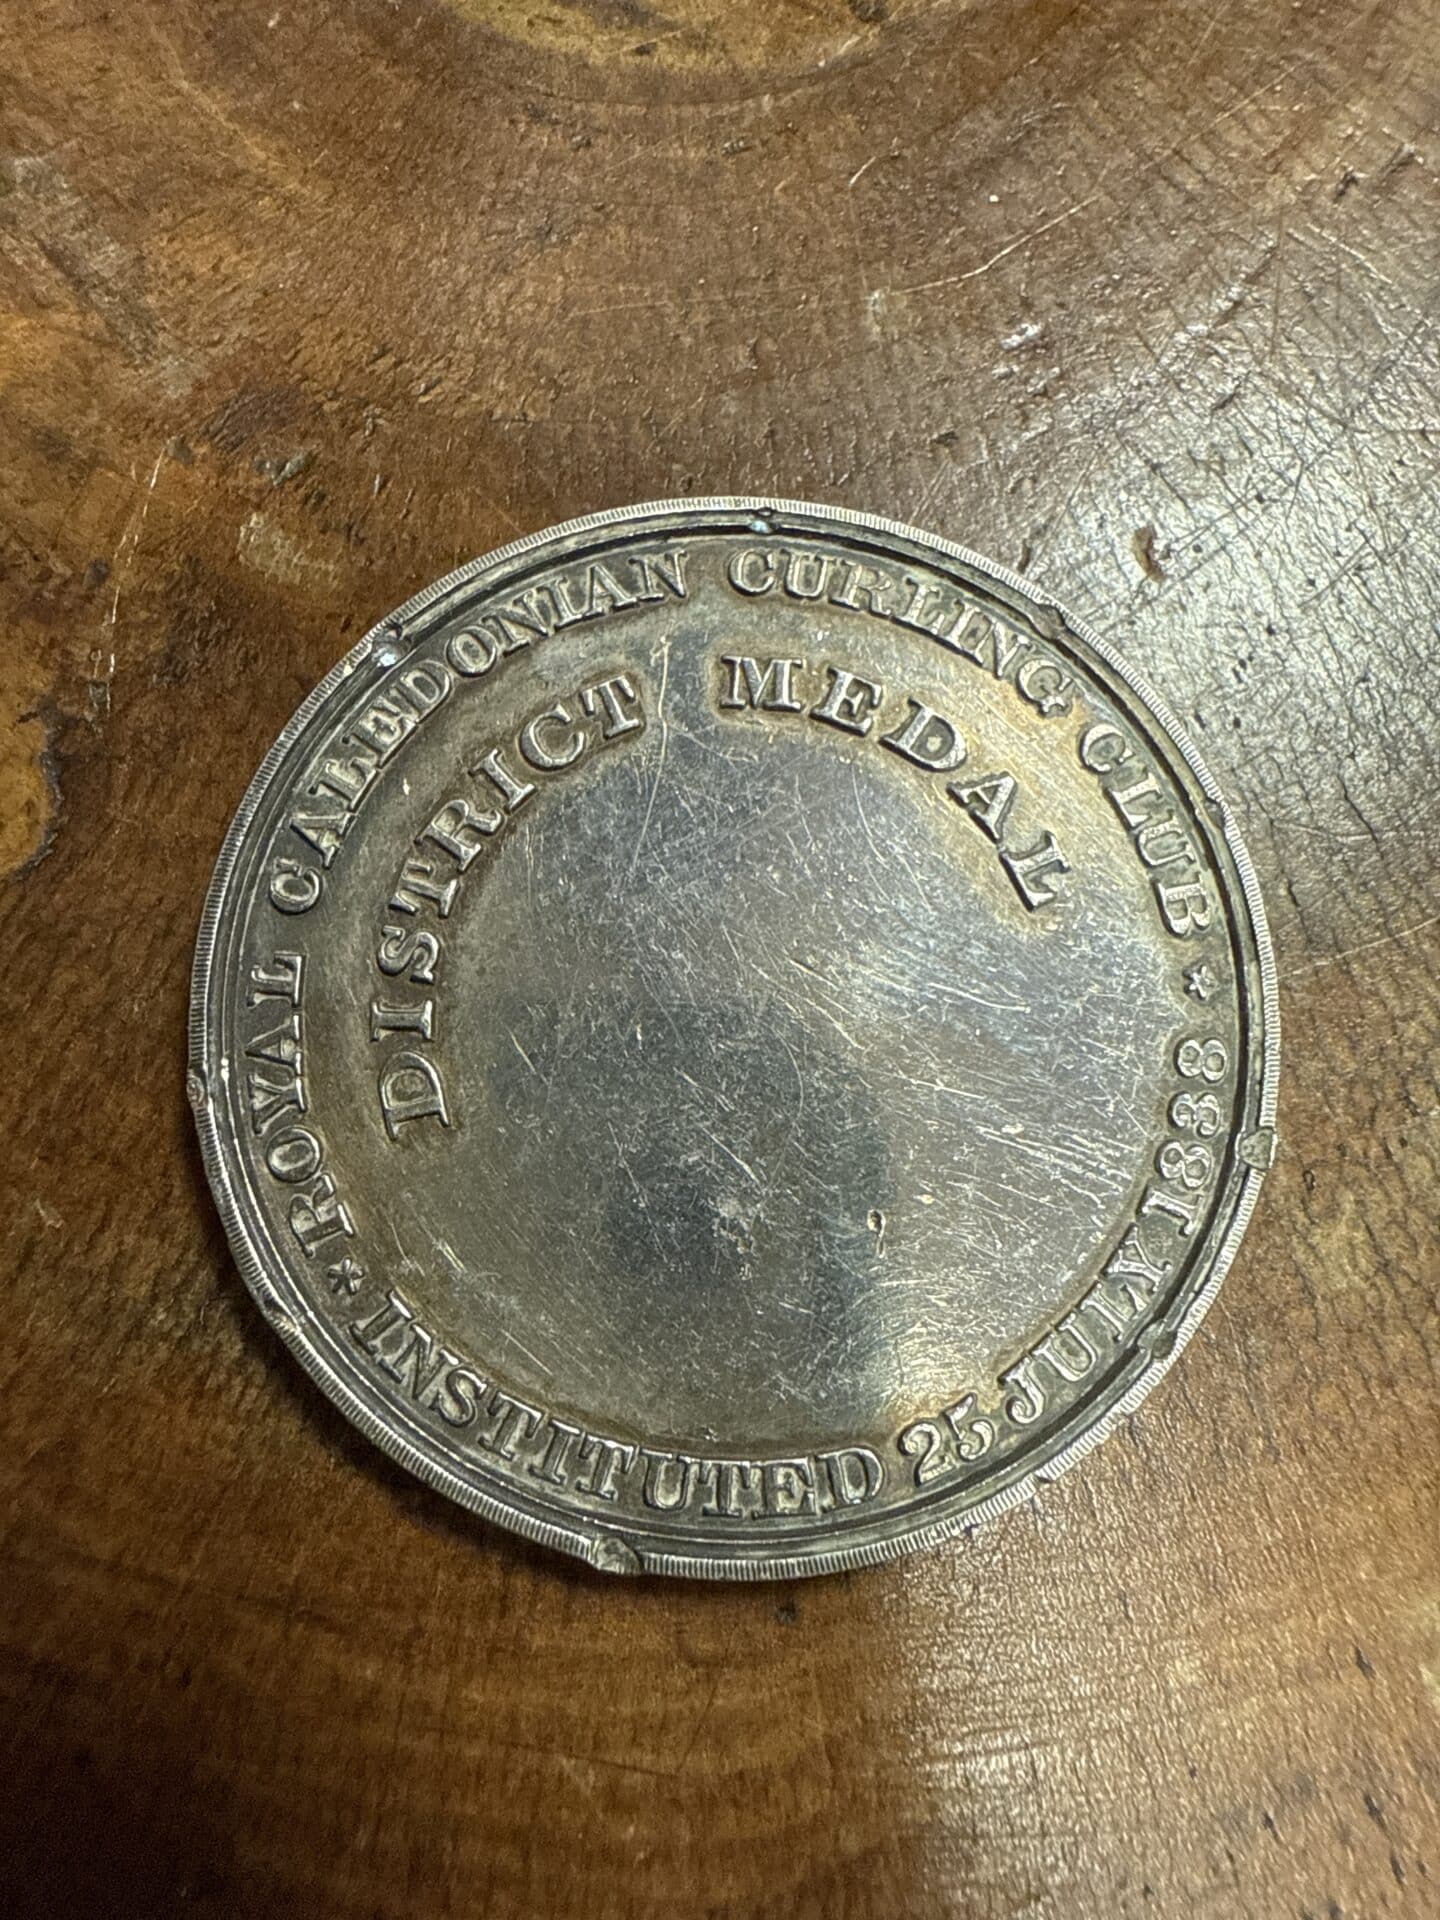 * ROYAL CALEDONIAN CURLING CLUB *
INSTITUTED 25 JULY 1838
DISTRICT MEDAL